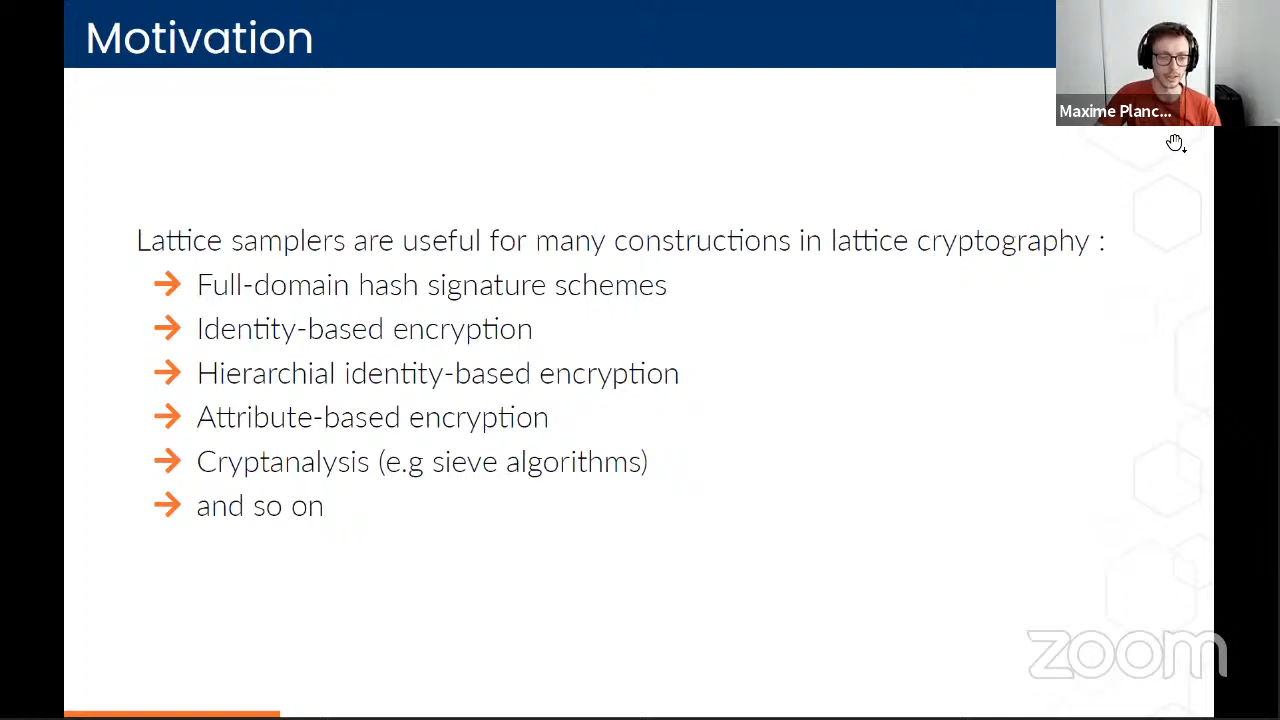 Motivation
Maxime Planc...
Lattice samplers are useful for many constructions in lattice cryptography :
Full-domain hash signature schemes
Identity-based encryption
Hierarchial identity-based encryption
Attribute-based encryption
Cryptanalysis (e.g sieve algorithms)
and so on
zoom